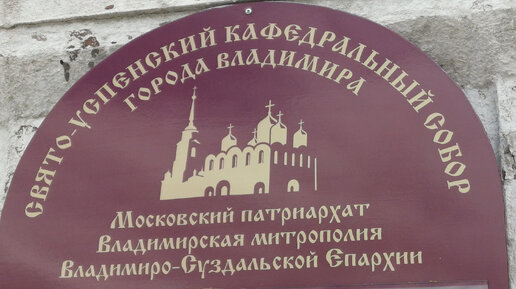 СВЯТО-УСПЕНСКИЙ КАФЕДРАЛЬНЫЙ СОБОР
ГОРОДА ВЛАДИМИРА
Московский патриархат
Владимирская митрополия
Владимиро-Суздальской Епархии